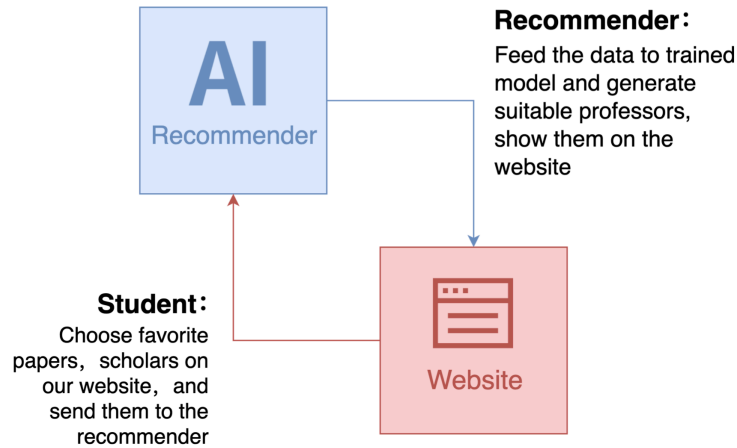 Recommender：
Feed the data to trained
model and generate
suitable professors,
show them on the
website
AI
Recommender
Student：
Choose favorite
papers，scholars on
our website，and
send them to the
recommender
Website